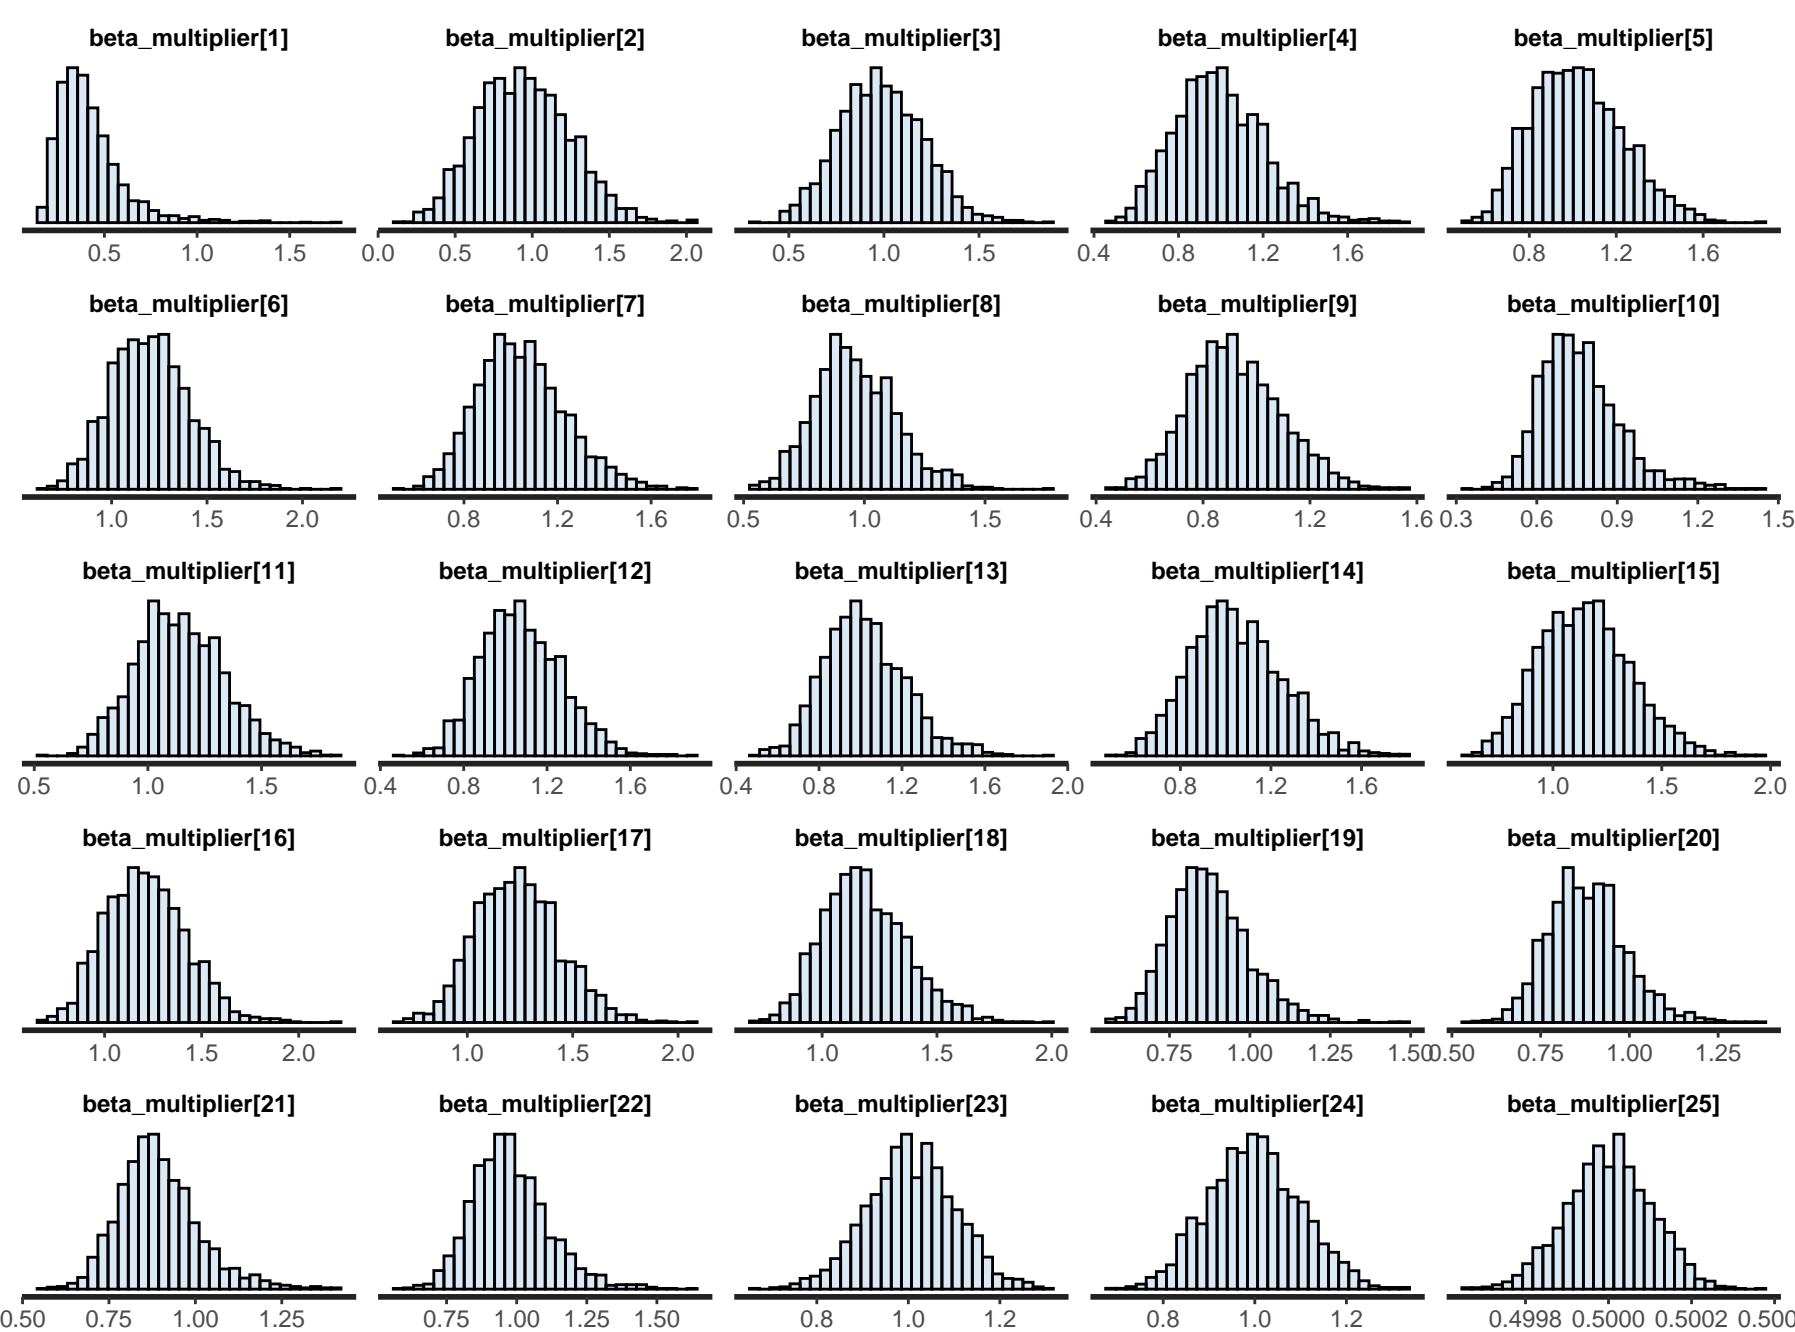 beta_multiplier[1] beta_multiplier[2] beta_multiplier[3] beta_multiplier[4] beta_multiplier[5]
0.5 1.0 1.5 0.0 0.5 1.0 1.5 2.0 0.5 1.0 1.5 0.4 0.8 1.2 1.6 0.8 1.2 1.6
beta_multiplier[6] beta_multiplier[7] beta_multiplier[8] beta_multiplier[9] beta_multiplier[10]
1.0 1.5 2.0 0.8 1.2 1.6 0.5 1.0 1.5 0.4 0.8 1.2 1.6 0.3 0.6 0.9 1.2 1.5
beta_multiplier[11] beta_multiplier[12] beta_multiplier[13] beta_multiplier[14] beta_multiplier[15]
0.5 1.0 1.5 0.4 0.8 1.2 1.6 0.4 0.8 1.2 1.6 2.0 0.8 1.2 1.6 1.0 1.5 2.0
beta_multiplier[16] beta_multiplier[17] beta_multiplier[18] beta_multiplier[19] beta_multiplier[20]
1.0 1.5 2.0 1.0 1.5 2.0 1.0 1.5 2.0 0.75 1.00 1.25 1.50 0.50 0.75 1.00 1.25
beta_multiplier[21] beta_multiplier[22] beta_multiplier[23] beta_multiplier[24] beta_multiplier[25]
0.50 0.75 1.00 1.25 0.75 1.00 1.25 1.50 0.8 1.0 1.2 0.8 1.0 1.2 0.4998 0.5000 0.5002